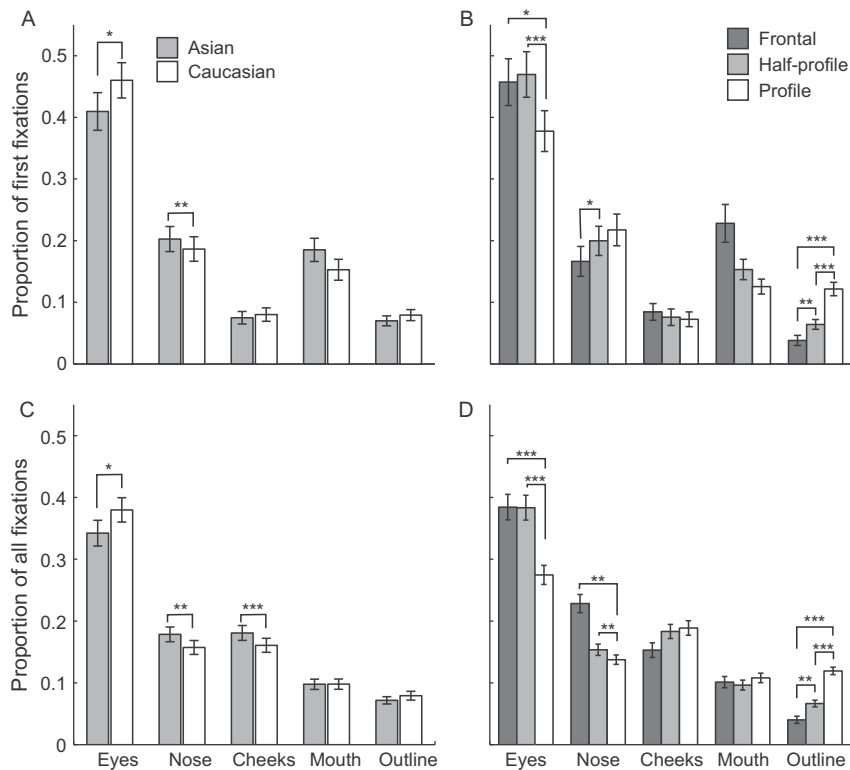 A
*
Asian
Caucasian
**
0.5
0.4
0.3
0.2
0.1
0
Proportion of first fixations
B
*
***
Frontal
Half-profile
Profile
*
***
***
**
C
*
**
***
0.5
0.4
0.3
0.2
0.1
0
Proportion of all fixations
Eyes Nose Cheeks Mouth Outline
D
***
***
**
**
***
***
**
Eyes Nose Cheeks Mouth Outline